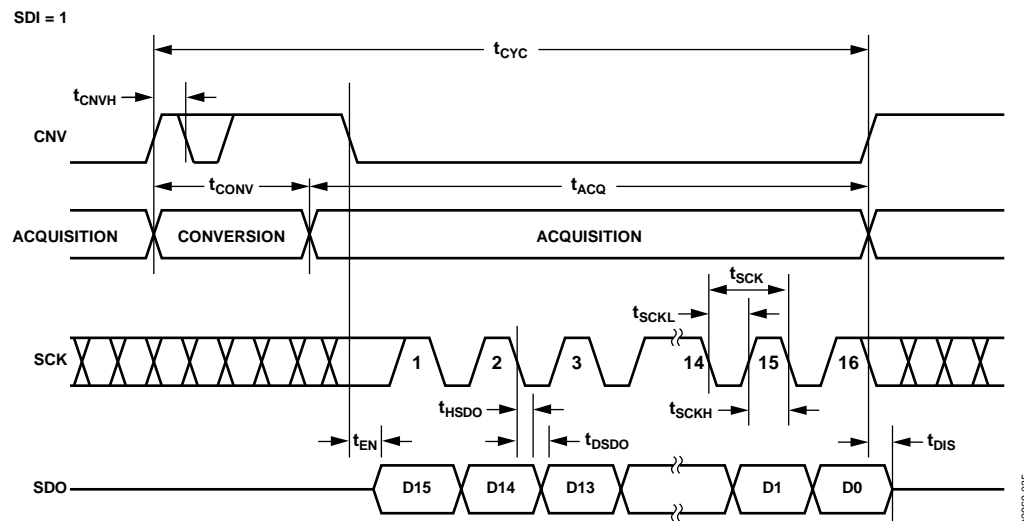 SDI = 1
tCYC
tCNVH
CNV
tCONV
tACQ
ACQUISITION
CONVERSION
ACQUISITION
tSCK
tSCKL
SCK
1
2
3
14
15
16
tHSDO
tSCKH
tEN
tDSDO
tDIS
SDO
D15
D14
D13
D1
D0